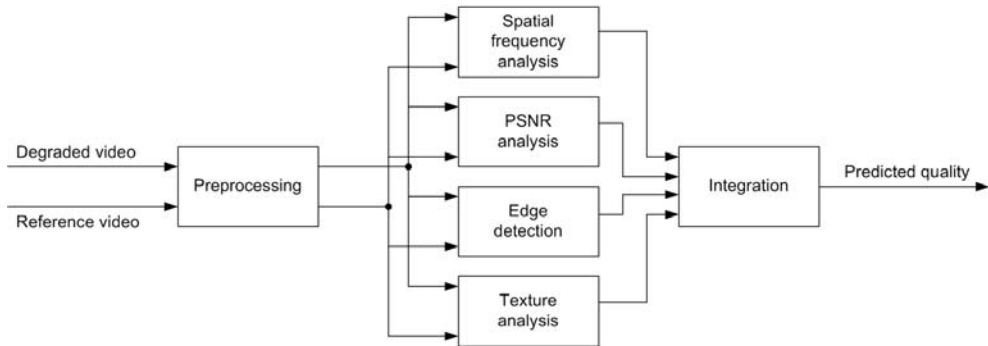 Degraded video
Reference video
Preprocessing
Spatial
frequency
analysis
PSNR
analysis
Edge
detection
Texture
analysis
Integration
Predicted quality